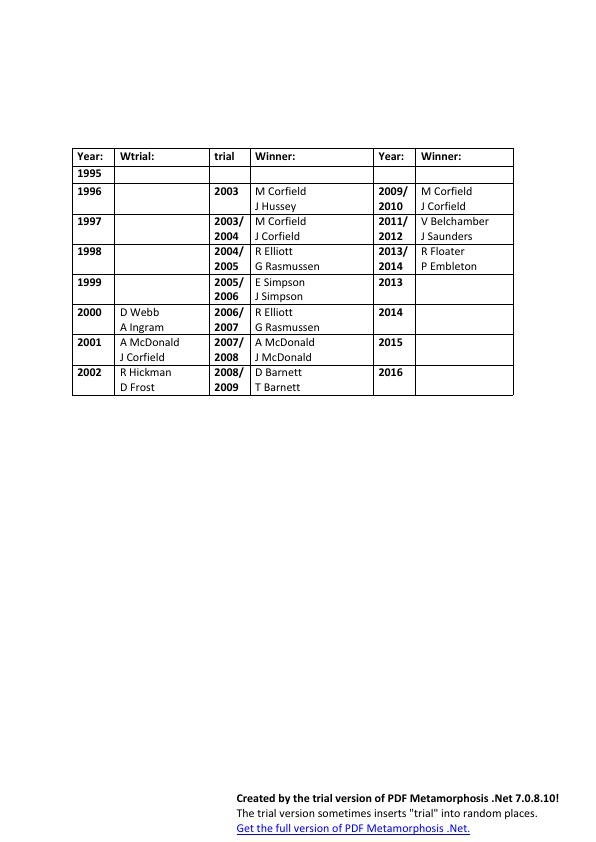 Year: Wtrial: trial Winner: Year: Winner:
1995
1996 2003 M Corfield 2009/ M Corfield
J Hussey 2010 J Corfield
1997 2003/ M Corfield 2011/ V Belchamber
2004 J Corfield 2012 J Saunders
1998 2004/ R Elliott 2013/ R Floater
2005 G Rasmussen 2014 P Embleton
1999 2005/ E Simpson 2013
2006 J Simpson
2000 D Webb 2006/ R Elliott 2014
A Ingram 2007 G Rasmussen
2001 A McDonald 2007/ A McDonald 2015
J Corfield 2008 J McDonald
2002 R Hickman 2008/ D Barnett 2016
D Frost 2009 T Barnett
Created by the trial version of PDF Metamorphosis .Net 7.0.8.10!
The trial version sometimes inserts "trial" into random places.
Get the full version of PDF Metamorphosis .Net.